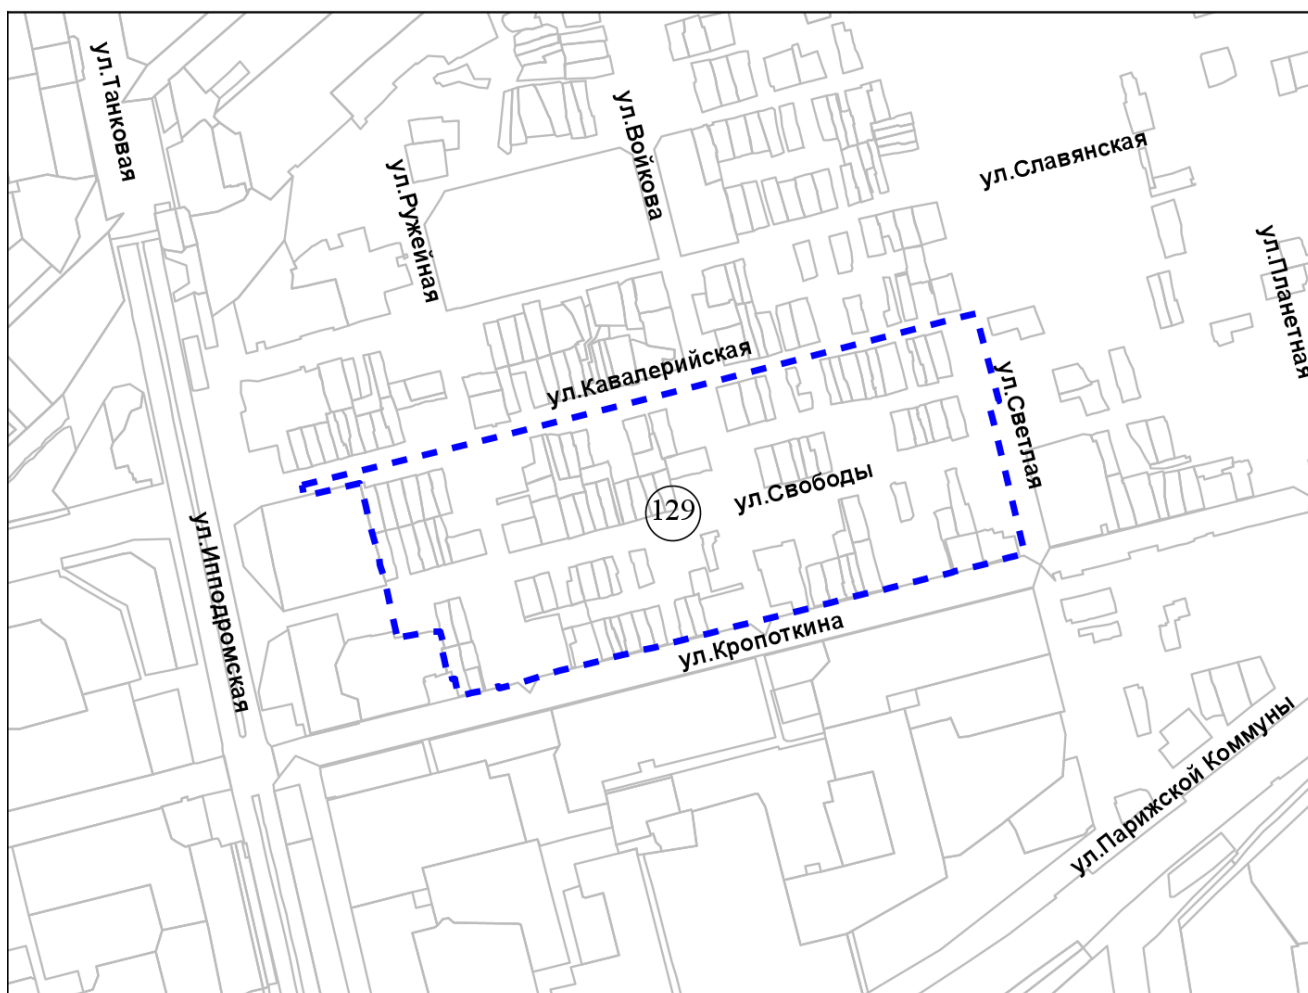 ул.Танковая
ул.Войкова
ул.Славянская
ул.Ружейная
ул.Планетная
ул.Кавалерийская
ул.Светлая
ул.Свободы
129
ул.Ипподромская
ул.Кропоткина
ул.Парижской Коммуны